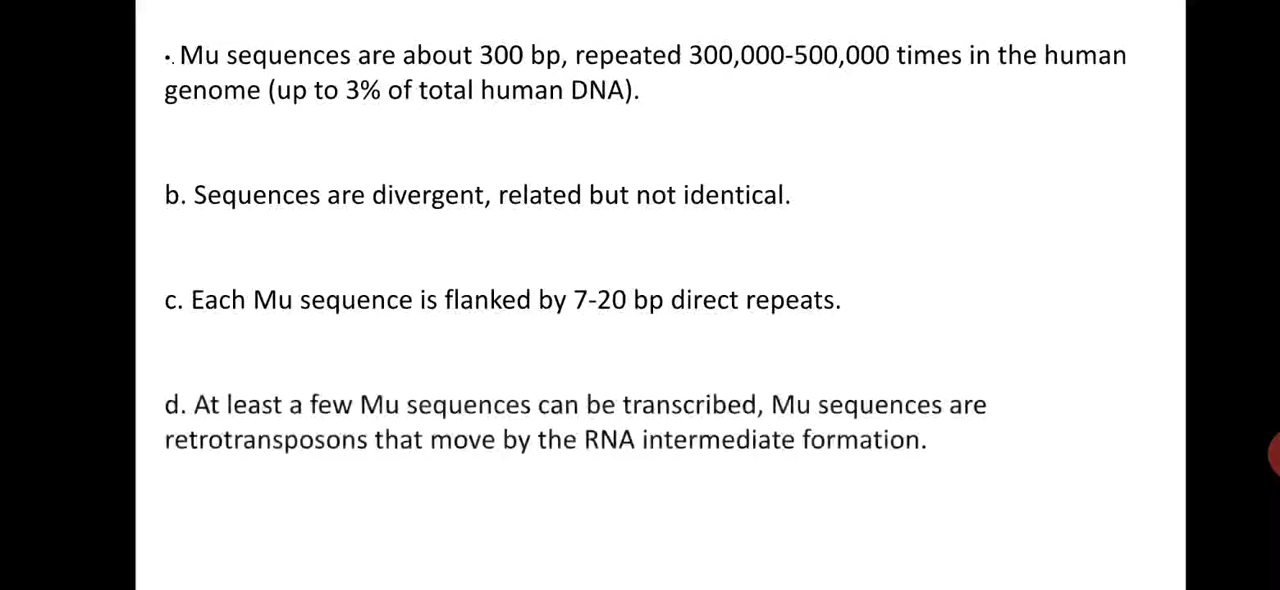 . Mu sequences are about 300 bp, repeated 300,000-500,000 times in the human
genome (up to 3% of total human DNA).
b. Sequences are divergent, related but not identical.
c. Each Mu sequence is flanked by 7-20 bp direct repeats.
d. At least a few Mu sequences can be transcribed, Mu sequences are
retrotransposons that move by the RNA intermediate formation.